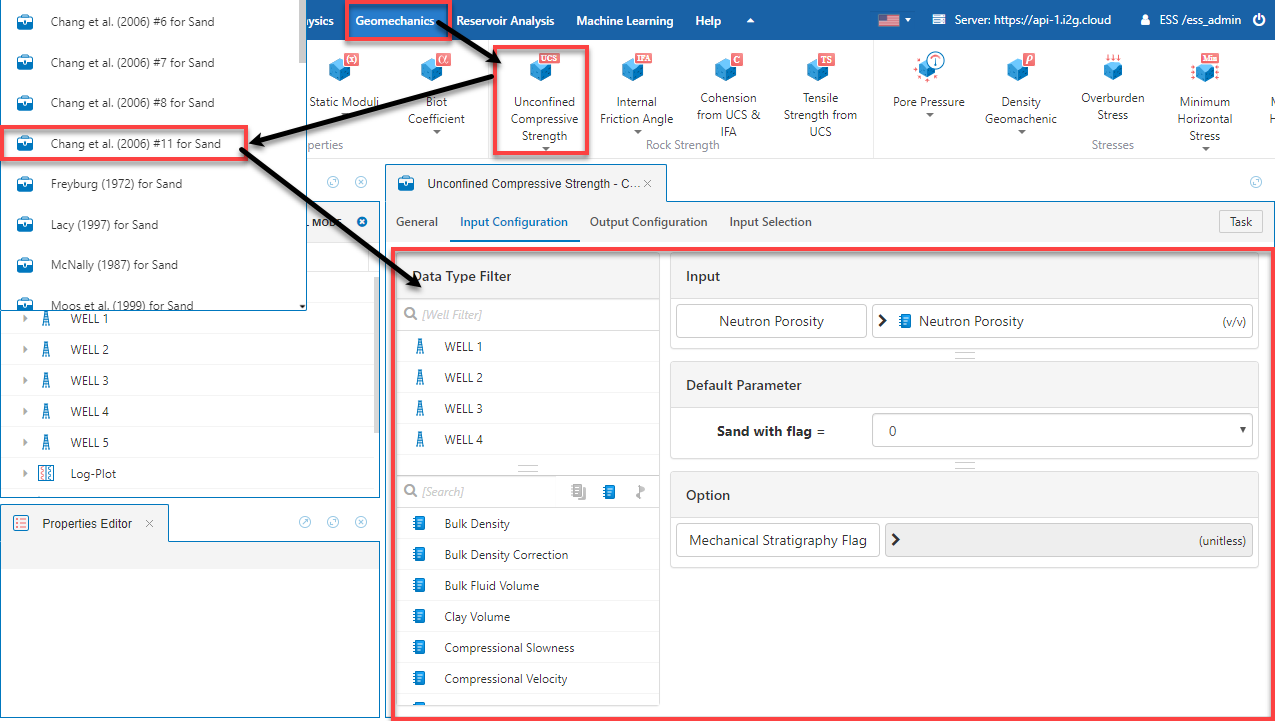 Chang et al. (2006) #6 for Sand
Chang et al. (2006) #7 for Sand
Chang et al. (2006) #8 for Sand
Chang et al. (2006) #11 for Sand
Freyburg (1972) for Sand
Lacy (1997) for Sand
McNally (1987) for Sand
Moos et al. (1999) for Sand
ysics
Geomechanics
Reservoir Analysis
Machine Learning
Help
Server: https://api-1.i2g.cloud
ESS /ess_admin
(x)
Static Moduli
α
Biot
Coefficient
perties
UCS
Unconfined
Compressive
Strength
IFA
Internal
Friction Angle
C
Cohension
from UCS &
IFA
TS
Tensile
Strength from
UCS
Rock Strength
Pore Pressure
ρ
Density
Geomachenic
Overburden
Stress
Min
Minimum
Horizontal
Stress
Stresses
M
Ho
WELL 1
WELL 2
WELL 3
WELL 4
WELL 5
Log-Plot
Properties Editor
Unconfined Compressive Strength - C...
General
Input Configuration
Output Configuration
Input Selection
Task
Data Type Filter
[Well Filter]
WELL 1
WELL 2
WELL 3
WELL 4
[Search]
Bulk Density
Bulk Density Correction
Bulk Fluid Volume
Clay Volume
Compressional Slowness
Compressional Velocity
Input
Neutron Porosity
Neutron Porosity
(v/v)
Default Parameter
Sand with flag =
0
Option
Mechanical Stratigraphy Flag
(unitless)